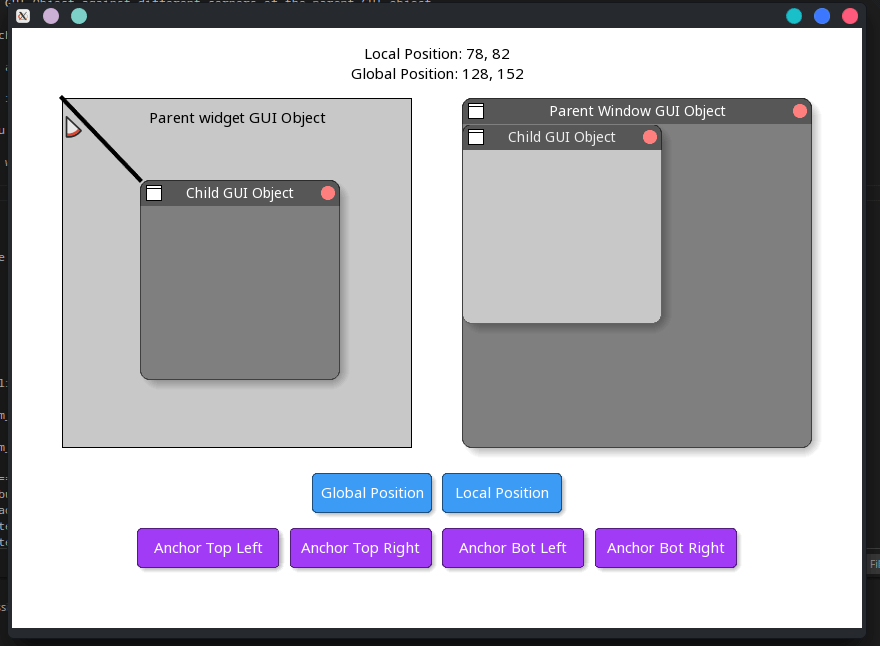 Local Position: 78, 82
Global Position: 128, 152
Parent widget GUI Object
Child GUI Object
Parent Window GUI Object
Child GUI Object
Global Position
Local Position
Anchor Top Left
Anchor Top Right
Anchor Bot Left
Anchor Bot Right